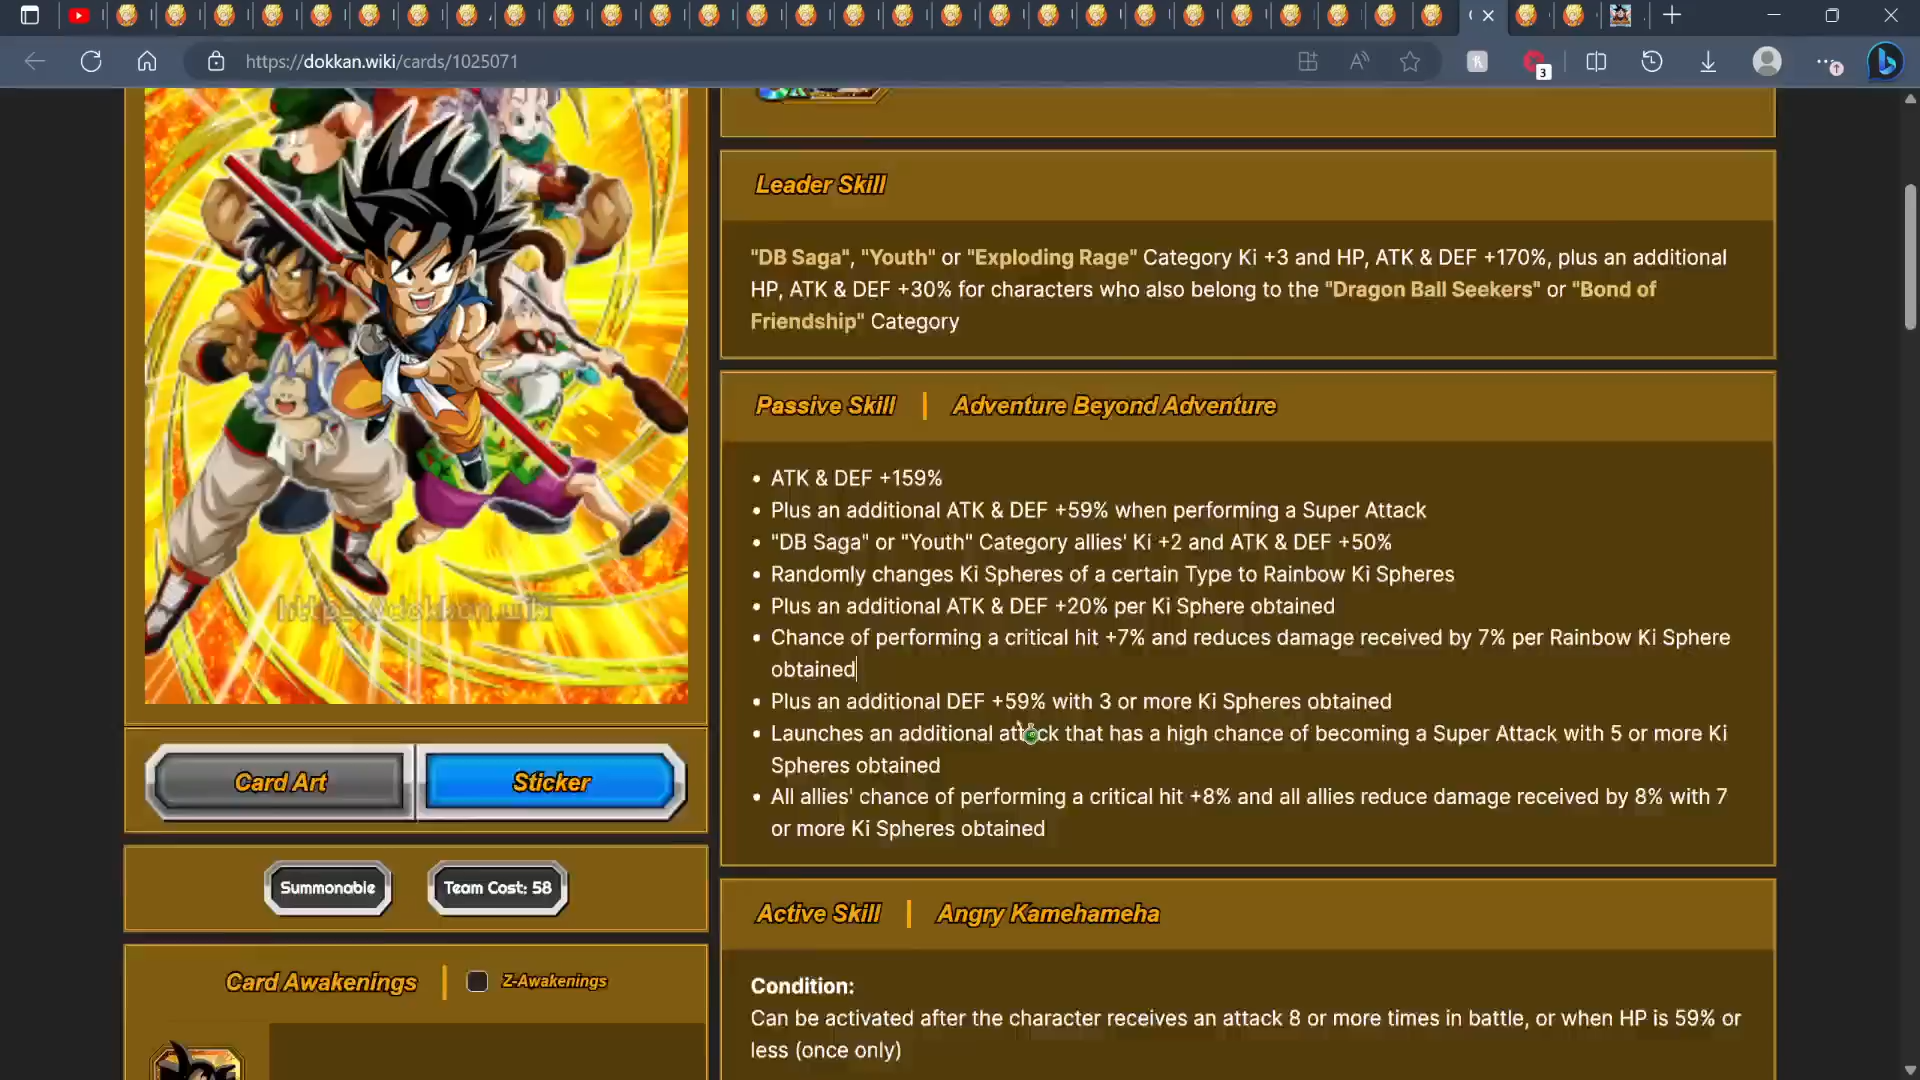 3
https://dokkan.wiki/cards/1025071
Leader Skill
"DB Saga", "Youth" or "Exploding Rage" Category Ki +3 and HP, ATK & DEF +170%, plus an additional
HP, ATK & DEF +30% for characters who also belong to the "Dragon Ball Seekers" or "Bond of
Friendship" Category
Passive Skill | Adventure Beyond Adventure
• ATK & DEF +159%
• Plus an additional ATK & DEF +59% when performing a Super Attack
• "DB Saga" or "Youth" Category allies' Ki +2 and ATK & DEF +50%
• Randomly changes Ki Spheres of a certain Type to Rainbow Ki Spheres
• Plus an additional ATK & DEF +20% per Ki Sphere obtained
• Chance of performing a critical hit +7% and reduces damage received by 7% per Rainbow Ki Sphere
obtained
• Plus an additional DEF +59% with 3 or more Ki Spheres obtained
• Launches an additional attack that has a high chance of becoming a Super Attack with 5 or more Ki
Spheres obtained
• All allies' chance of performing a critical hit +8% and all allies reduce damage received by 8% with 7
or more Ki Spheres obtained
https://dokkan.wiki
Card Art
Sticker
Summonable
Team Cost: 58
Card Awakenings | Z-Awakenings
Active Skill | Angry Kamehameha
Condition:
Can be activated after the character receives an attack 8 or more times in battle, or when HP is 59% or
less (once only)